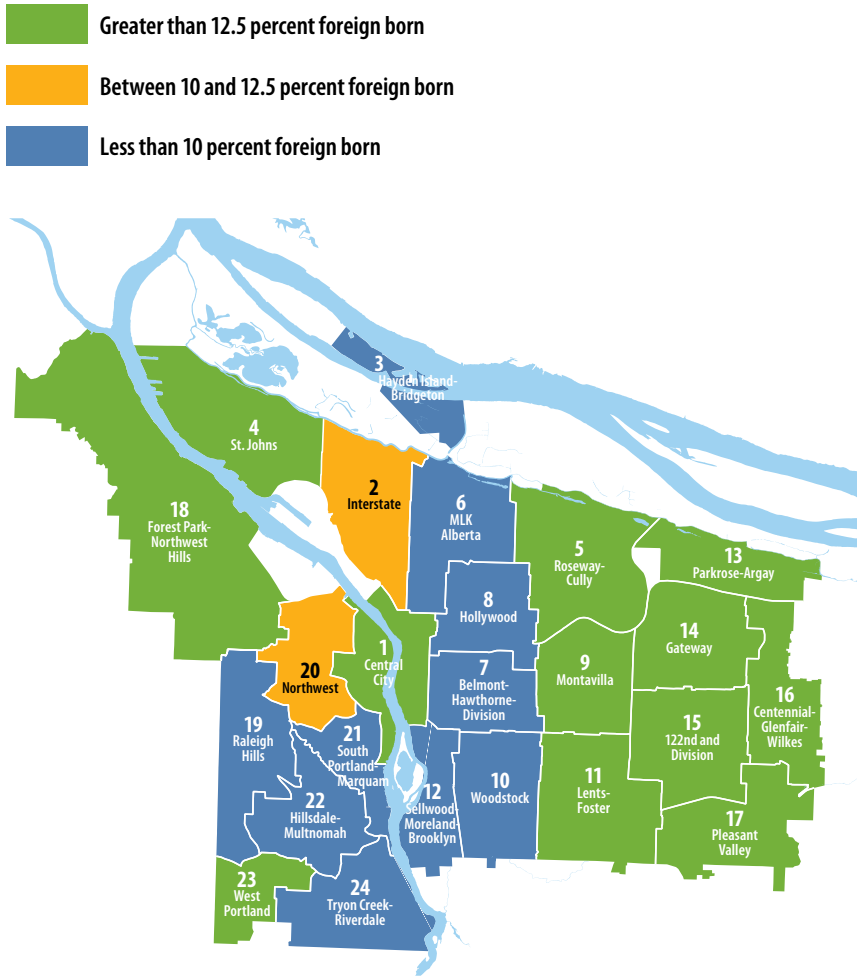 Greater than 12.5 percent foreign born
Between 10 and 12.5 percent foreign born
Less than 10 percent foreign born
3
Hayden Island-
Bridgeton
4
St. Johns
2
Interstate
6
MLK
Alberta
18
Forest Park-
Northwest
Hills
5
Roseway-
Cully
13
Parkrose-Argay
8
Hollywood
14
Gateway
1
Central
City
20
Northwest
7
Belmont-
Hawthorne-
Division
9
Montavilla
16
Centennial-
Glenfair-
Wilkes
19
Raleigh
Hills
21
South
Portland-
Marquam
15
122nd and
Division
10
Woodstock
11
Lents-
Foster
12
Sellwood-
Moreland-
Brooklyn
22
Hillsdale-
Multnomah
17
Pleasant
Valley
23
West
Portland
24
Tryon Creek-
Riverdale